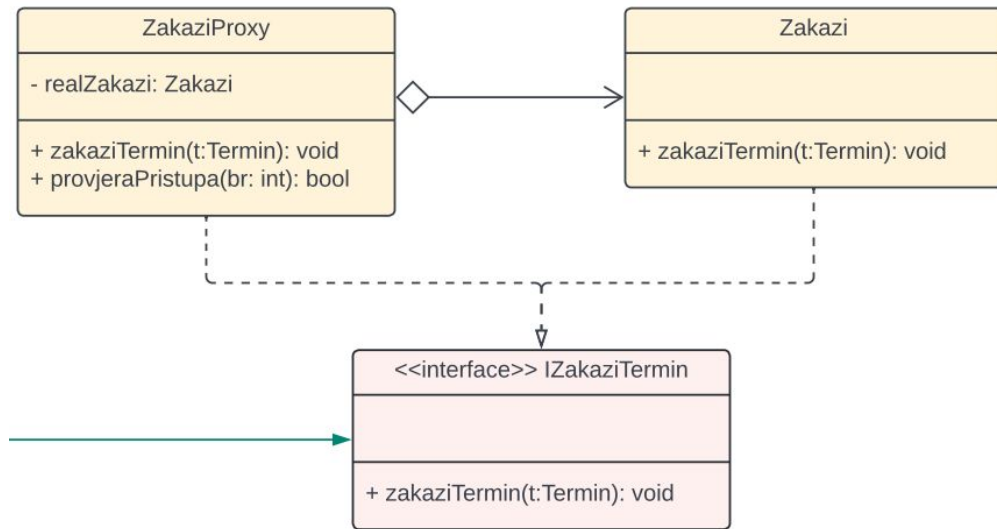 ZakaziProxy
- realZakazi: Zakazi
+ zakaziTermin(t:Termin): void
+ provjeraPristupa(br: int): bool
Zakazi
+ zakaziTermin(t:Termin): void
<<interface>> IZakaziTermin
+ zakaziTermin(t:Termin): void